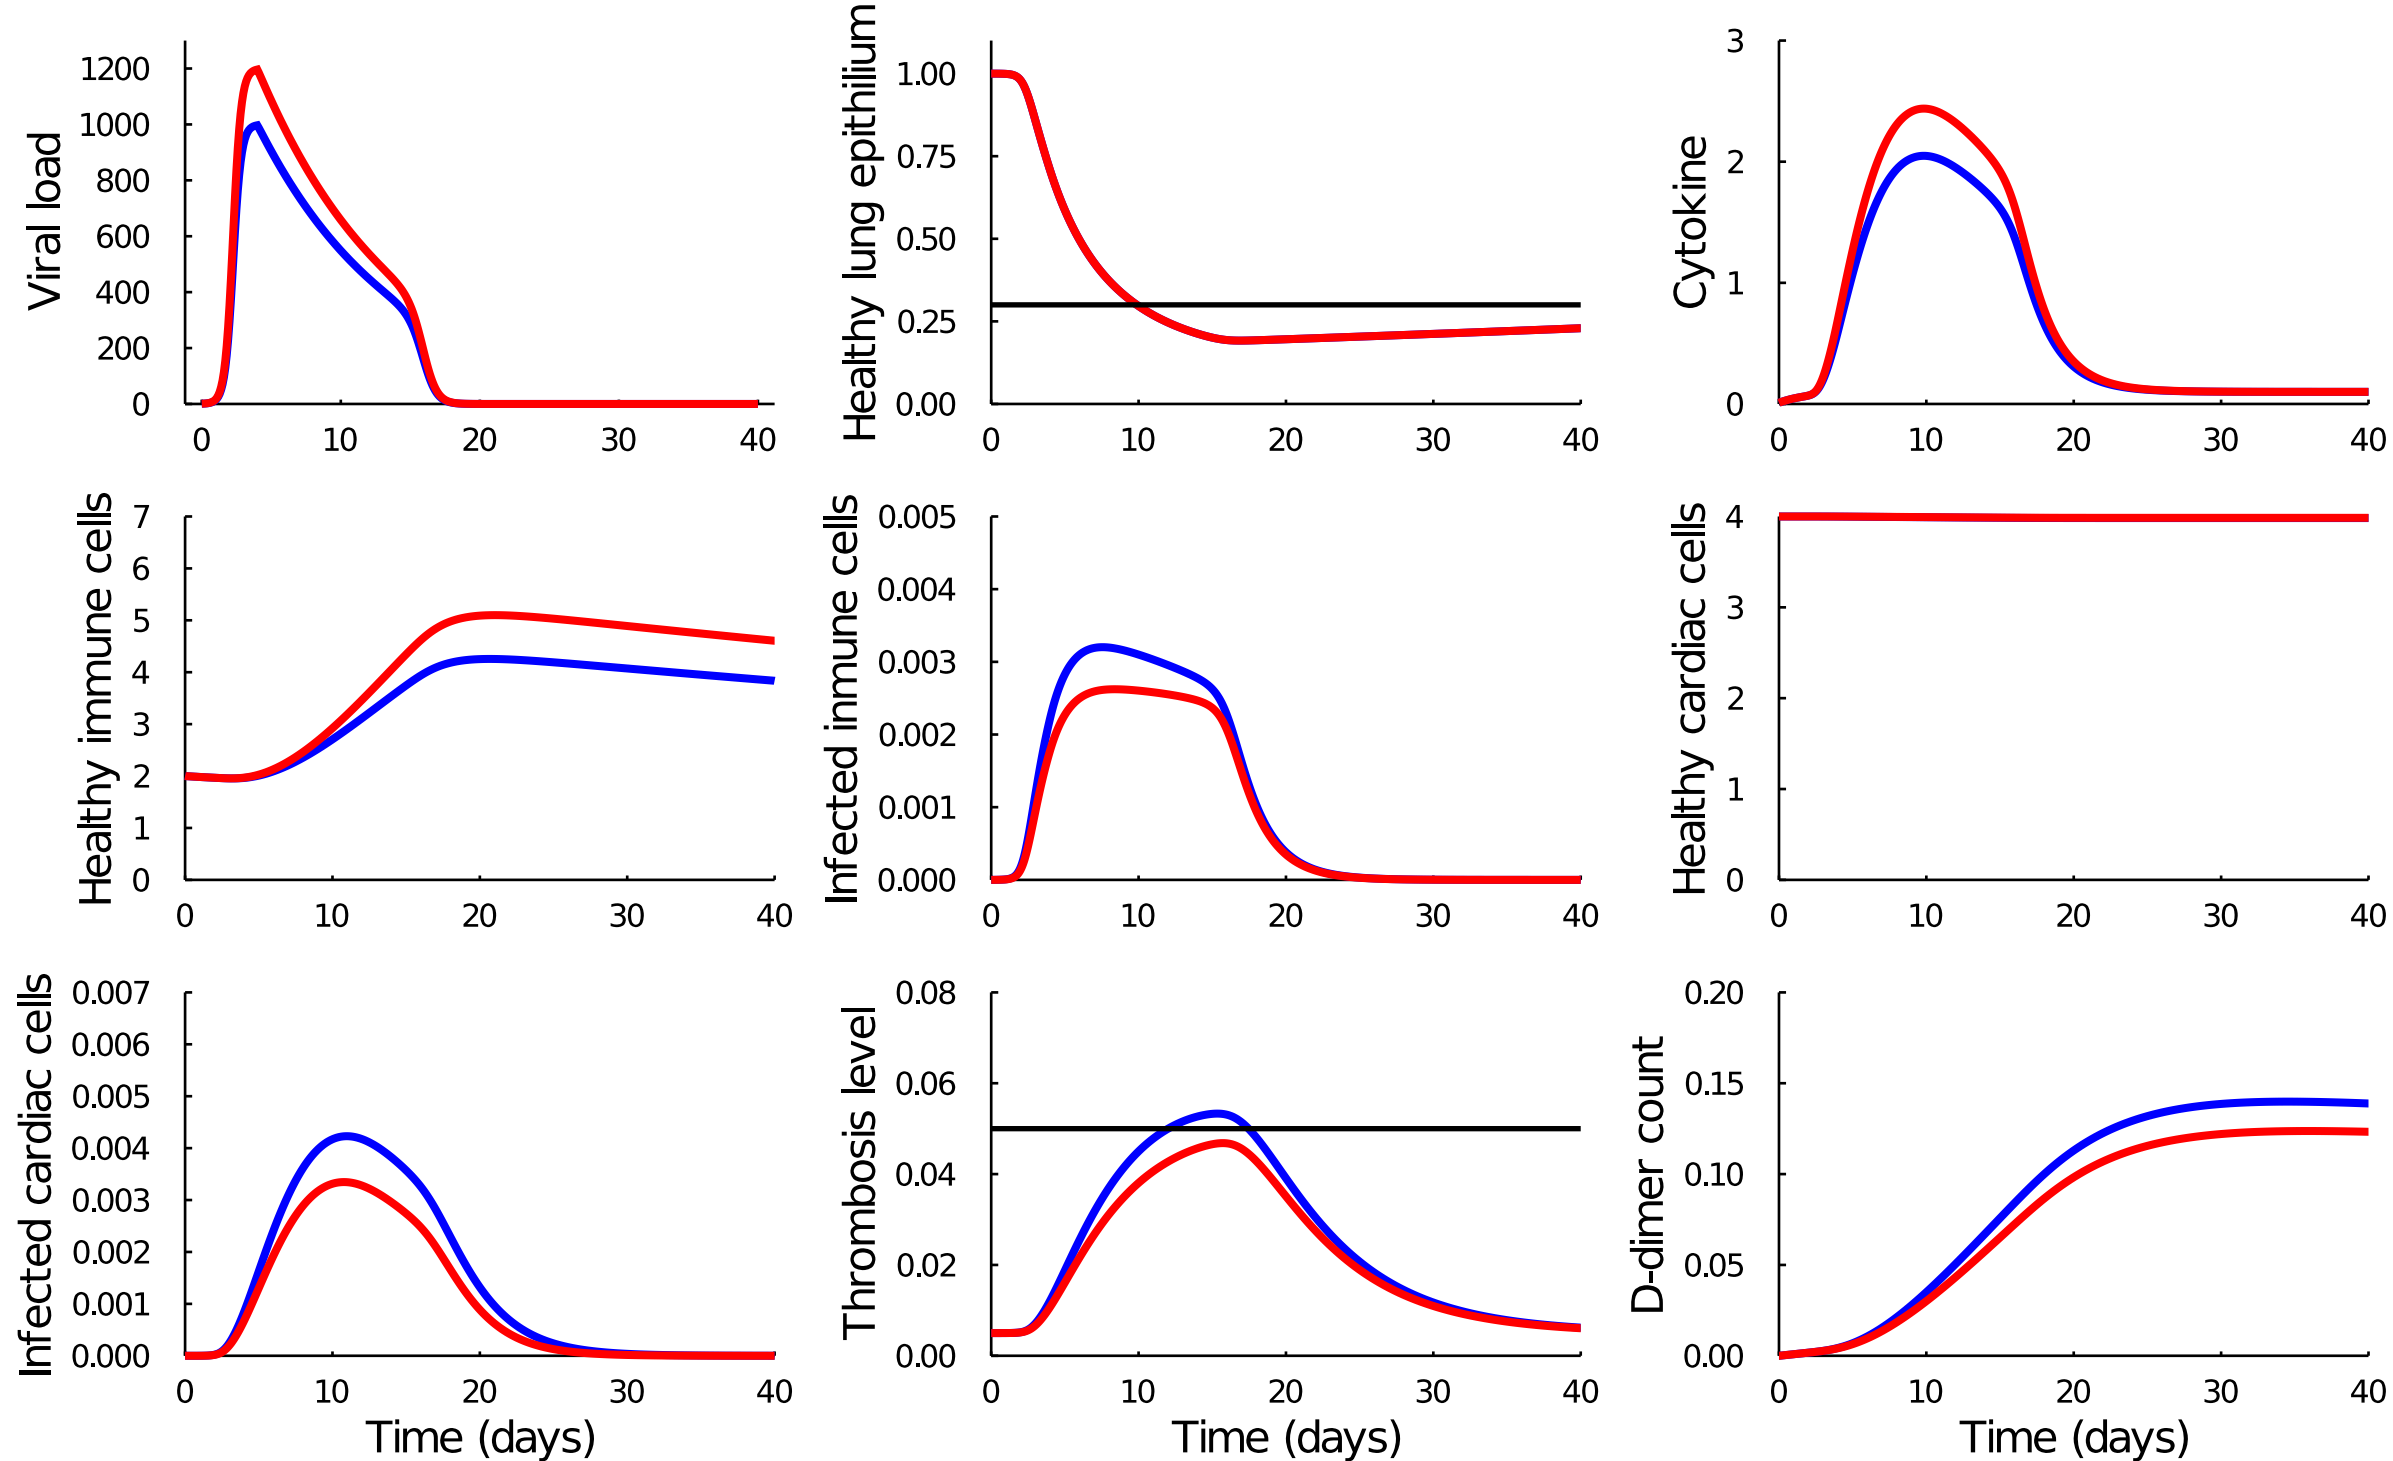 Viral load
1200
1000
800
600
400
200
0
0 10 20 30 40
Healthy lung epithilium
1.00
0.75
0.50
0.25
0.00
0 10 20 30 40
Cytokine
3
2
1
0
0 10 20 30 40
Healthy immune cells
7
6
5
4
3
2
1
0
0 10 20 30 40
Infected inmune cells
0.005
0.004
0.003
0.002
0.001
0.000
0 10 20 30 40
Healthy cardiac cells
4
3
2
1
0
0 10 20 30 40
Infected cardiac cells
0.007
0.006
0.005
0.004
0.003
0.002
0.001
0.000
0 10 20 30 40
Time (days)
Thrombosis level
0.08
0.06
0.04
0.02
0.00
0 10 20 30 40
Time (days)
D-dimer count
0.20
0.15
0.10
0.05
0.00
0 10 20 30 40
Time (days)